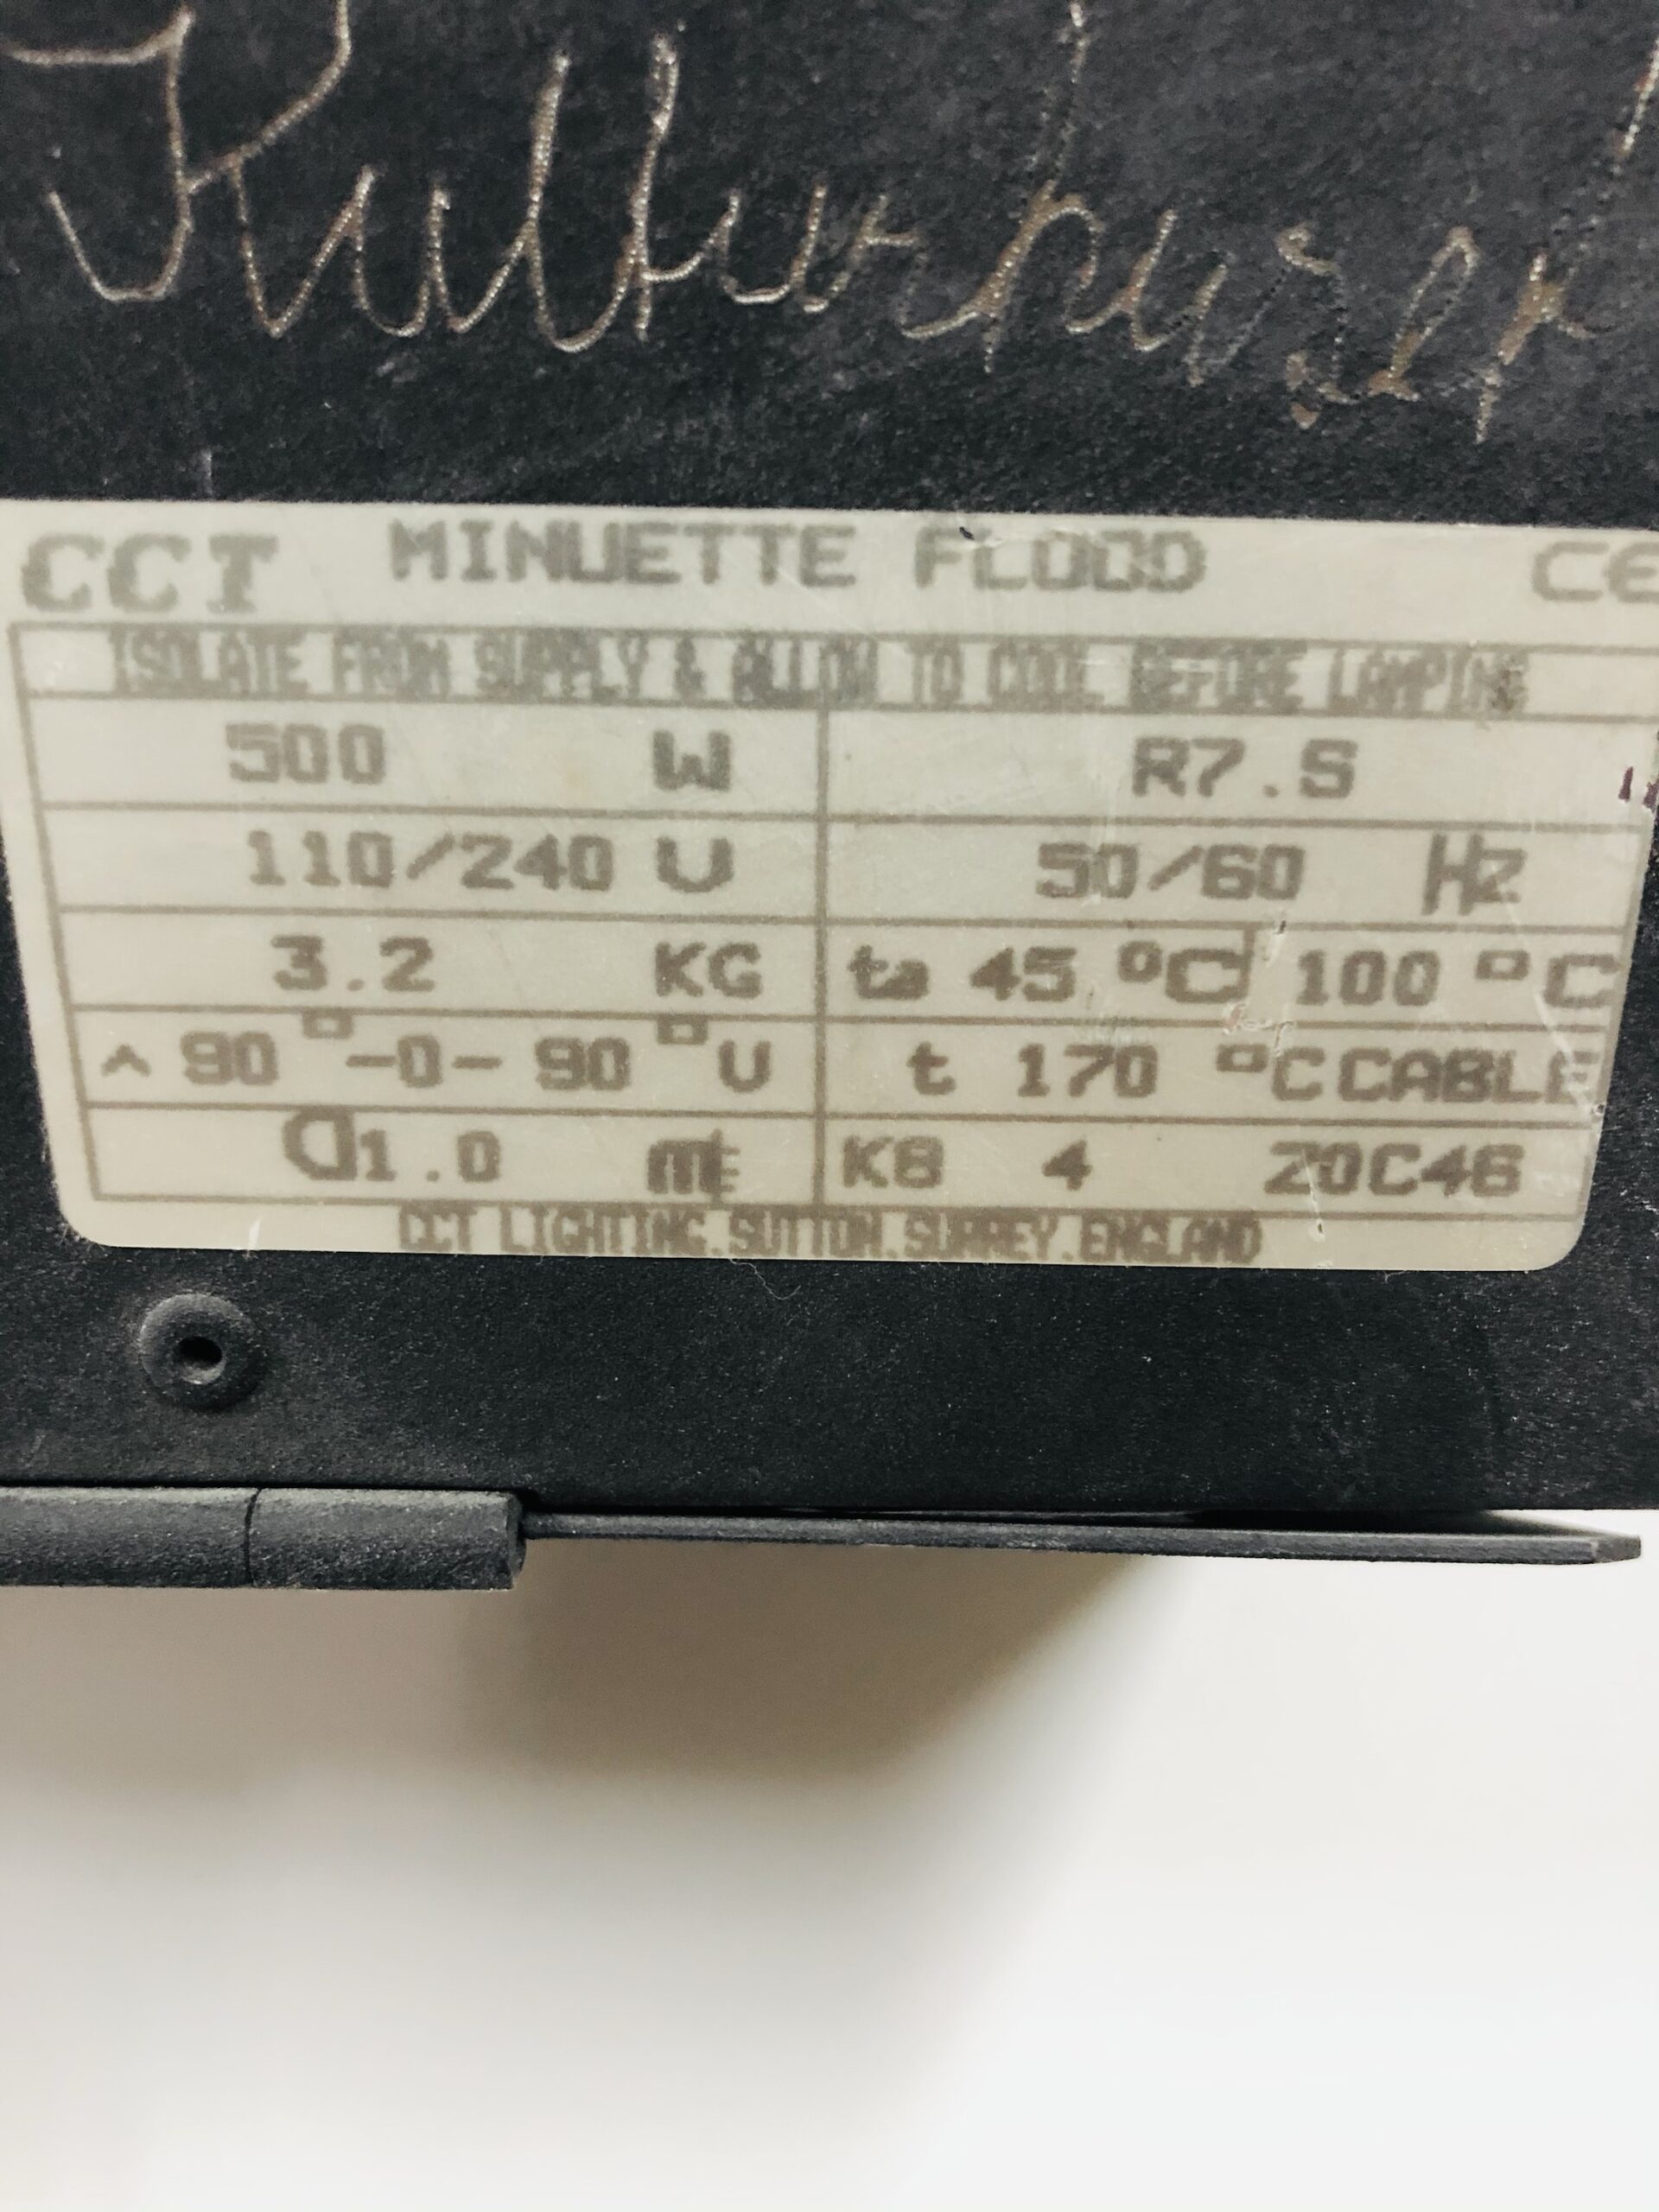 CCT MINUETTE FLOOD CE
ISOLATE FROM SUPPLY & ALLOW TO COOL BEFORE LAMPING
500 W R7.S
110/240 V 50/60 Hz
3.2 KG ta 45 °C 100 °C
^ 90°-0- 90°v t 170 °C CABLE
1.0 m K8 4 20C46
CCT LIGHTING,SUTTON,SURREY,ENGLAND